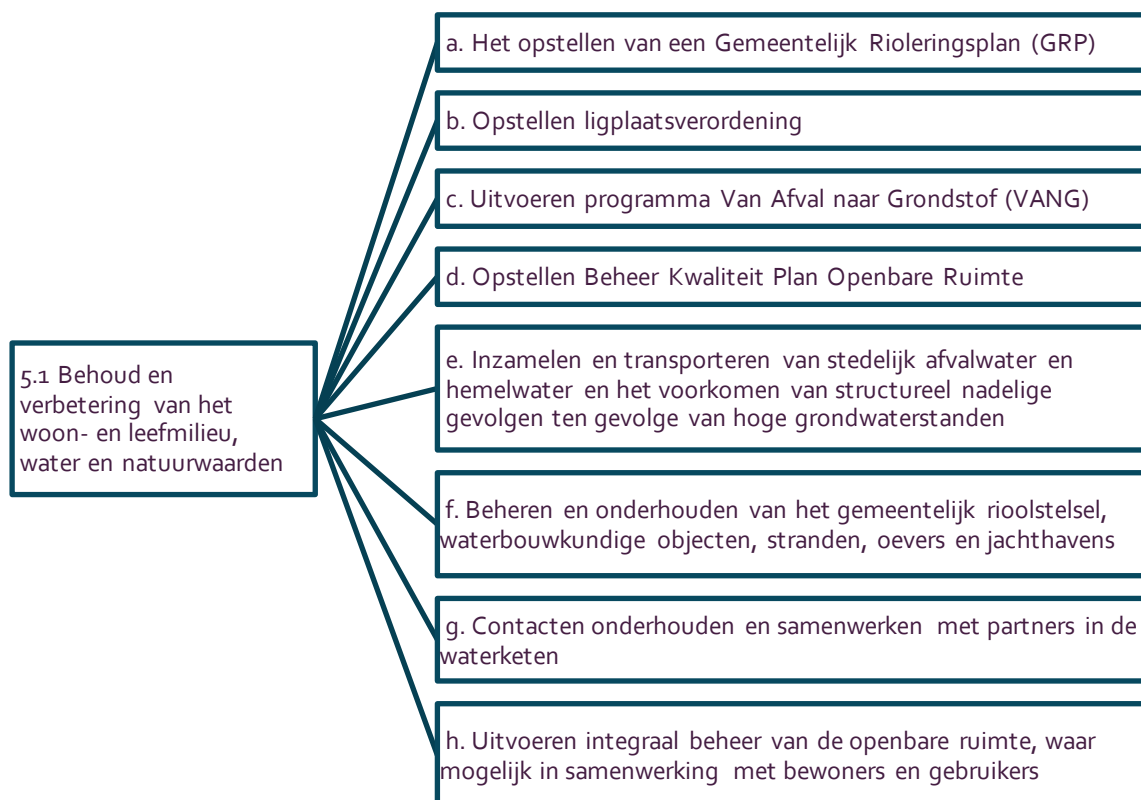 a. Het opstellen van een Gemeentelijk Rioleringsplan (GRP)
b. Opstellen ligplaatsverordening
c. Uitvoeren programma Van Afval naar Grondstof (VANG)
d. Opstellen Beheer Kwaliteit Plan Openbare Ruimte
5.1 Behoud en
verbetering van het
woon- en leefmilieu,
water en natuurwaarden
e. Inzamelen en transporteren van stedelijk afvalwater en
hemelwater en het voorkomen van structureel nadelige
gevolgen ten gevolge van hoge grondwaterstanden
f. Beheren en onderhouden van het gemeentelijk rioolstelsel,
waterbouwkundige objecten, stranden, oevers en jachthavens
g. Contacten onderhouden en samenwerken met partners in de
waterketen
h. Uitvoeren integraal beheer van de openbare ruimte, waar
mogelijk in samenwerking met bewoners en gebruikers